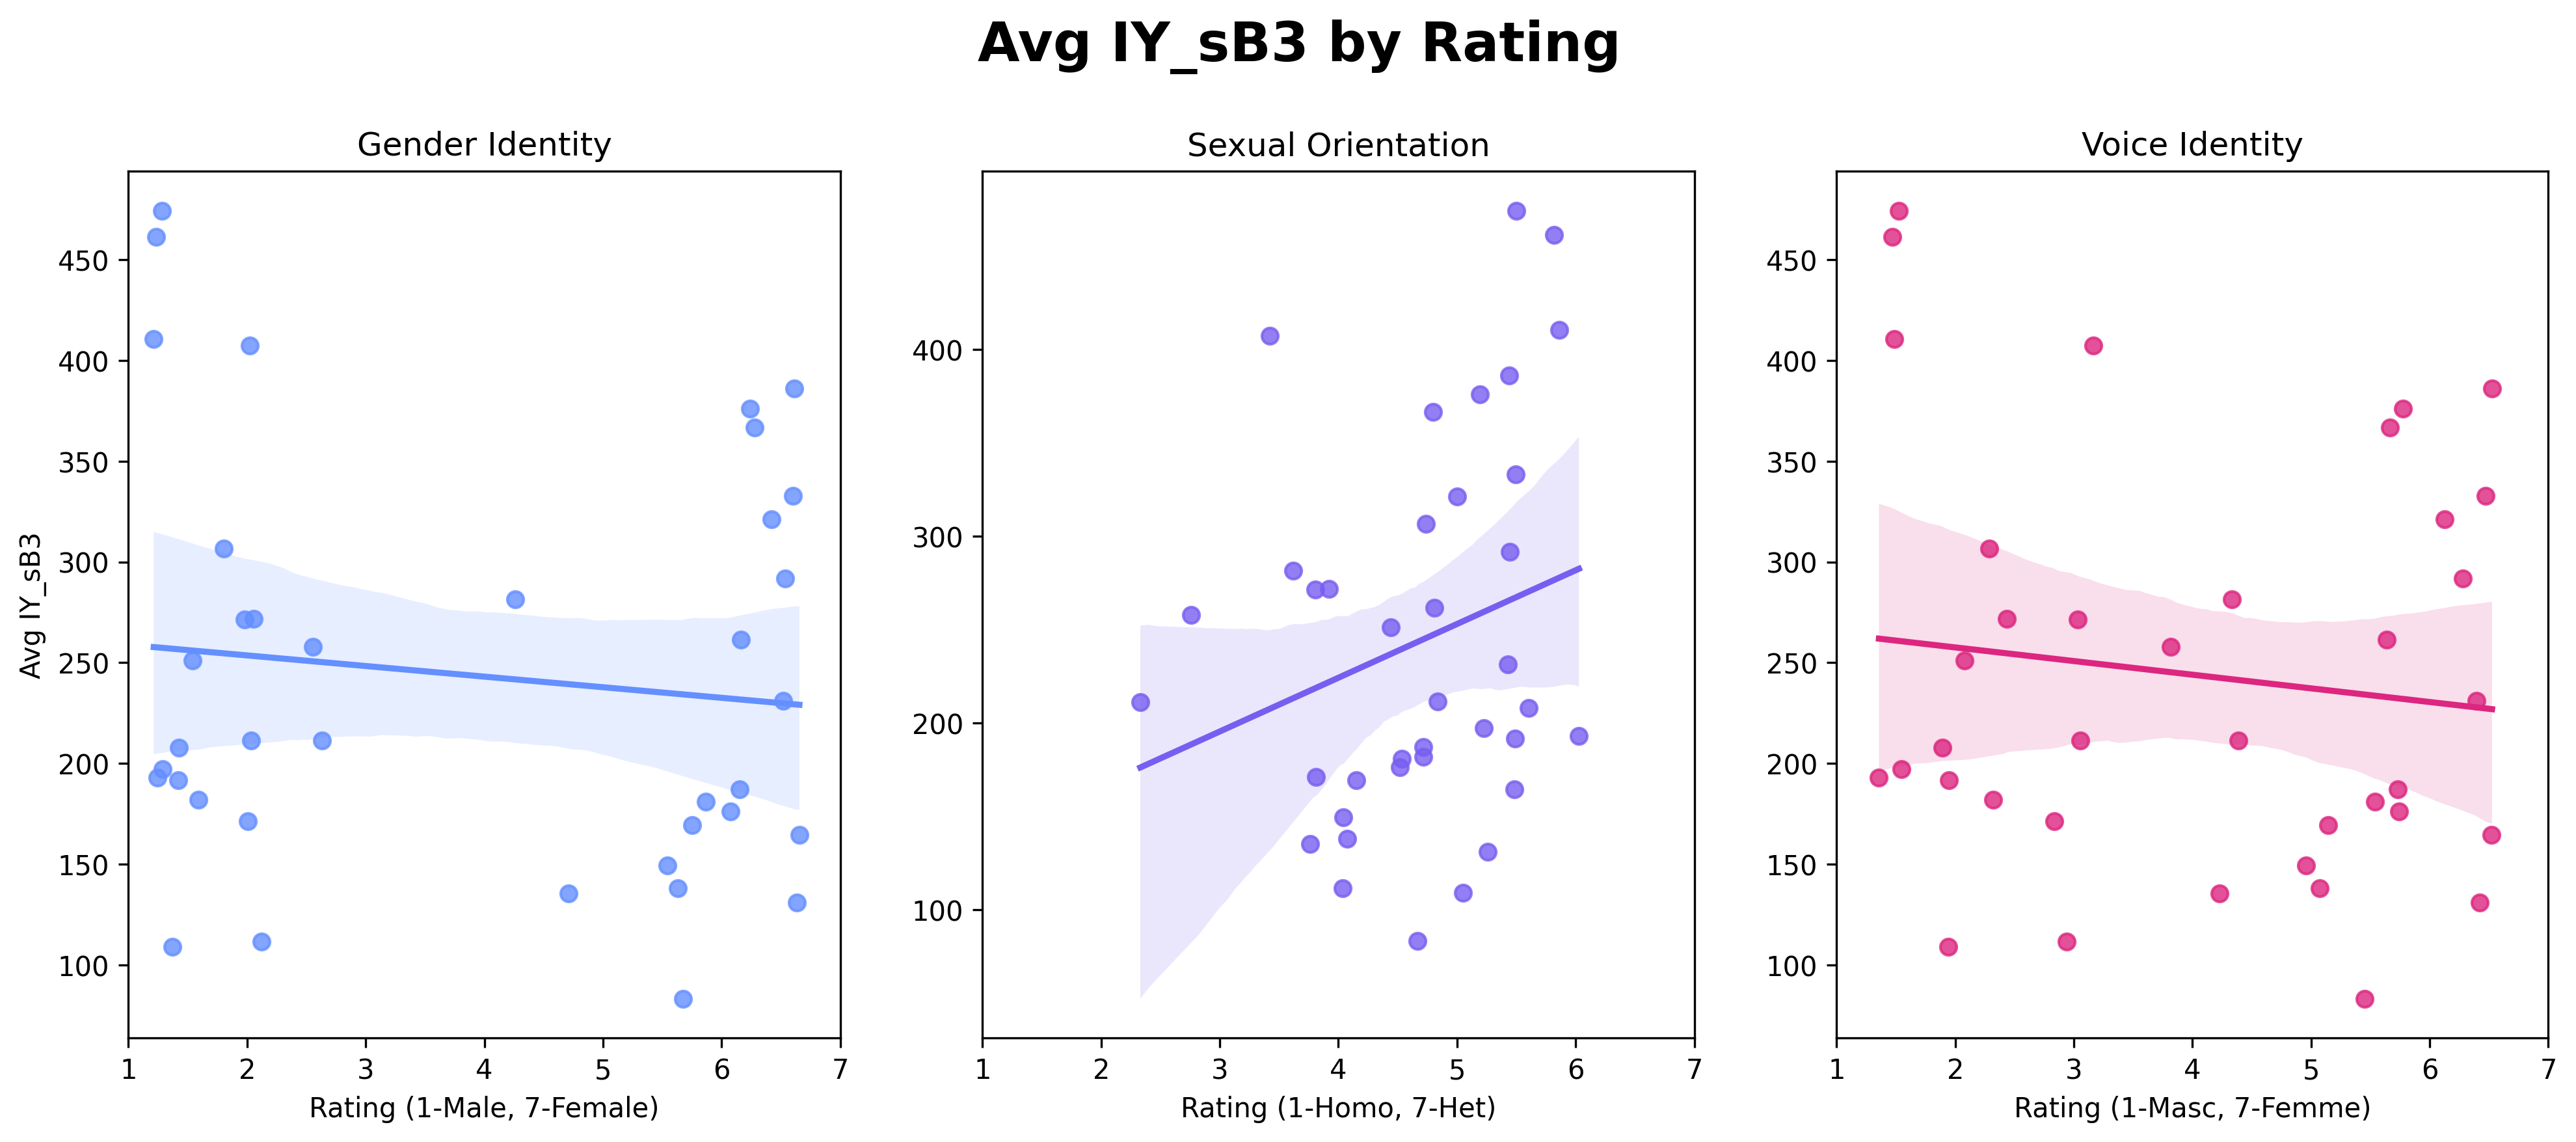 Avg IY_sB3 by Rating
Gender Identity
Sexual Orientation
Voice Identity
Avg IY_sB3
450
400
350
300
250
200
150
100
1 2 3 4 5 6 7
Rating (1-Male, 7-Female)
400
300
200
100
1 2 3 4 5 6 7
Rating (1-Homo, 7-Het)
450
400
350
300
250
200
150
100
1 2 3 4 5 6 7
Rating (1-Masc, 7-Femme)